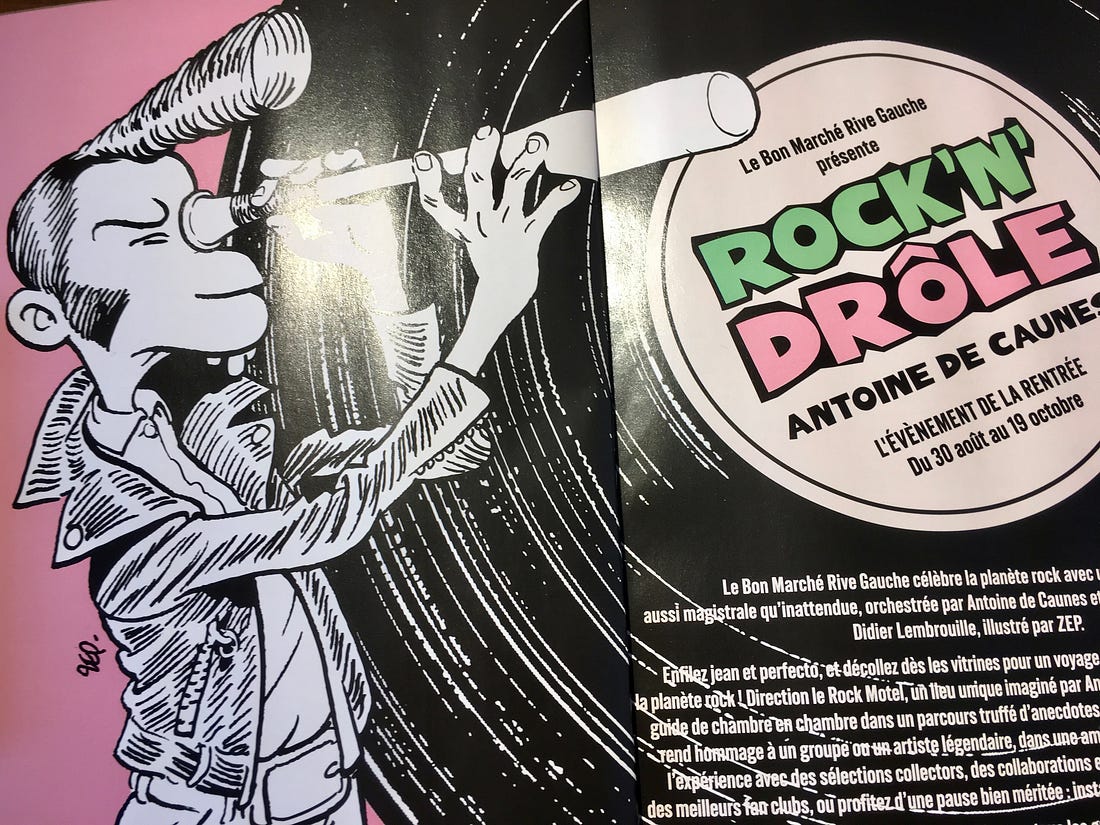 Le Bon Marché Rive Gauche
présente
ROCK'N'
DRÔLE
ANTOINE DE CAUNES
L'ÉVÈNEMENT DE LA RENTRÉE
Du 30 août au 19 octobre
Le Bon Marché Rive Gauche célèbre la planète rock avec
aussi magistrale qu'inattendue, orchestrée par Antoine de Caunes et
Didier Lembrouille, illustré par ZEP.
Enfilez jean et perfecto, et décollez dès les vitrines pour un voyage
la planète rock ! Direction le Rock Motel, un lieu unique imaginé par An
guide de chambre en chambre dans un parcours truffé d'anecdotes
rend hommage à un groupe ou un artiste légendaire, dans une am
l'expérience avec des sélections collectors, des collaborations e
des meilleurs fan clubs, ou profitez d'une pause bien méritée : inst
ZEP.